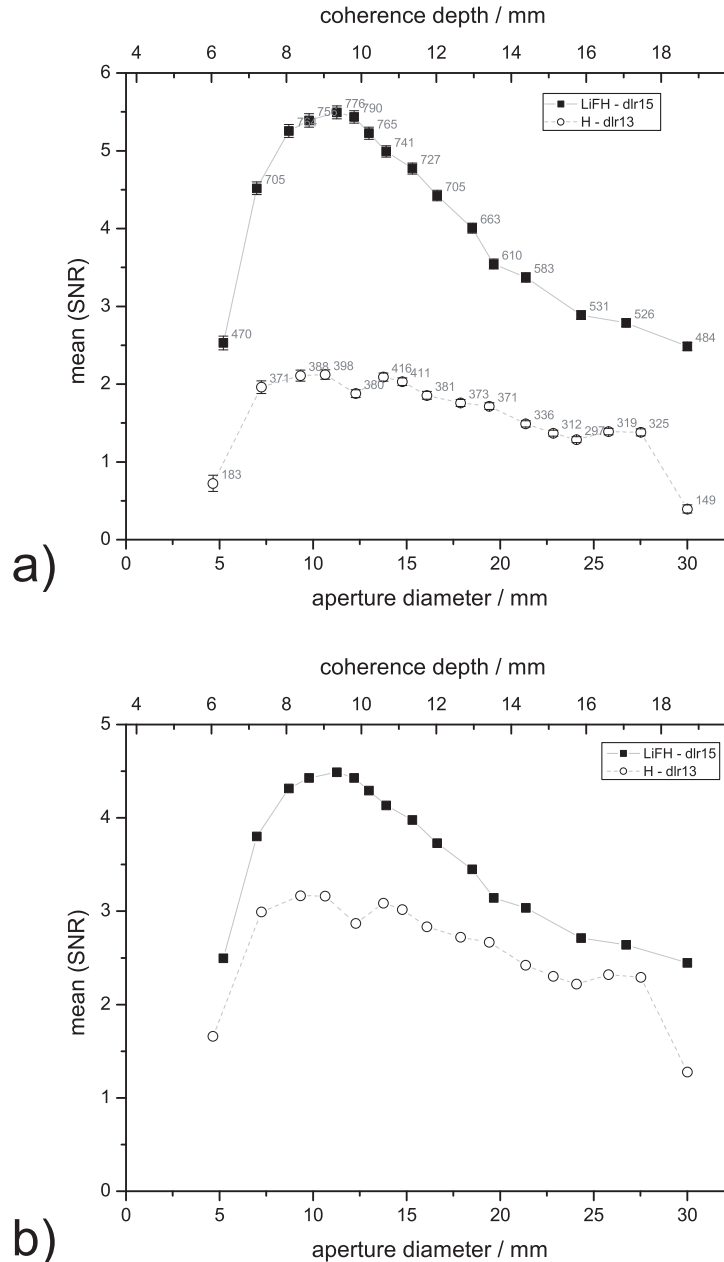 coherence depth / mm
4 6 8 10 12 14 16 18
6
5
4
3
2
1
0
mean (SNR)
LiFH - dlr15
H - dlr13
470
705
776
790
765
741
727
705
663
610
583
531
526
484
183
371
388
398
380
416
411
381
373
371
336
312
297
319
325
149
0 5 10 15 20 25 30
aperture diameter / mm
a)
coherence depth / mm
4 6 8 10 12 14 16 18
5
4
3
2
1
0
mean (SNR)
LiFH - dlr15
H - dlr13
0 5 10 15 20 25 30
aperture diameter / mm
b)